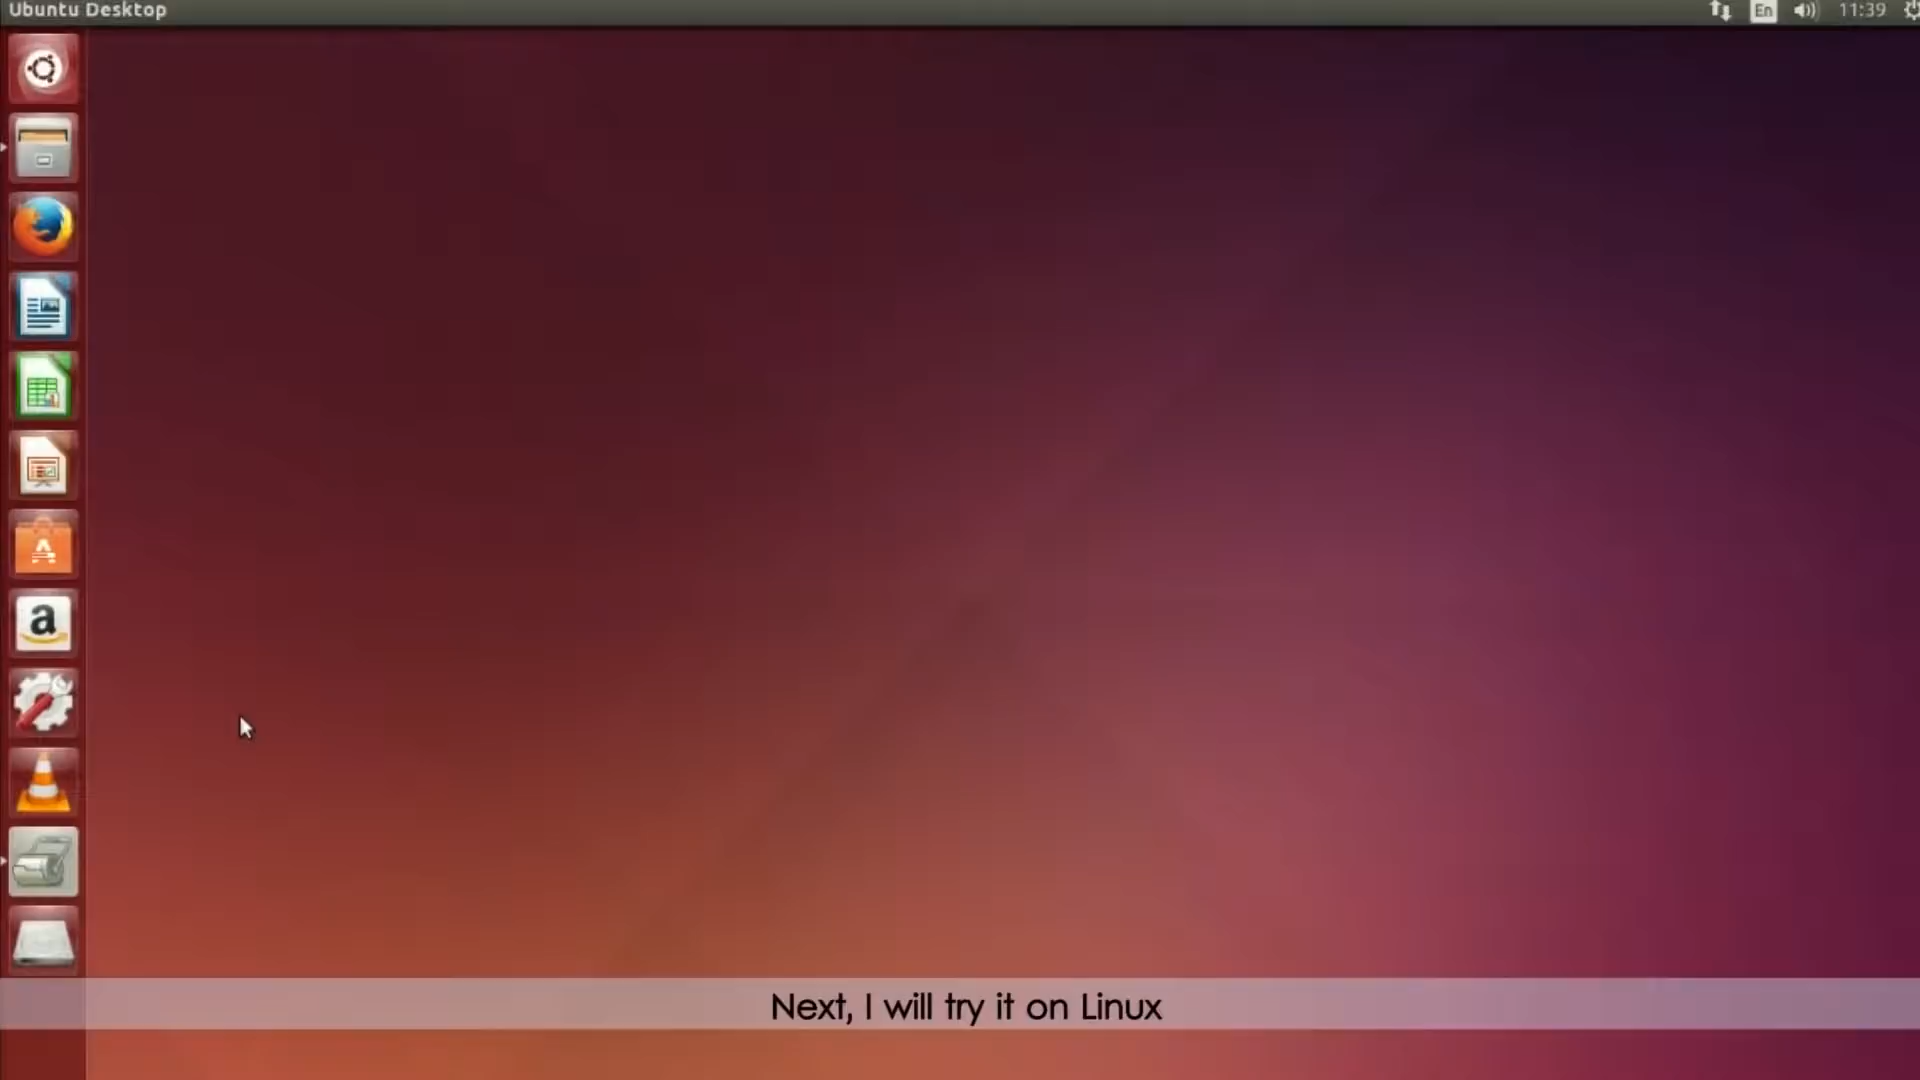 Ubuntu Desktop
En
11:39
A
a
Next, I will try it on Linux